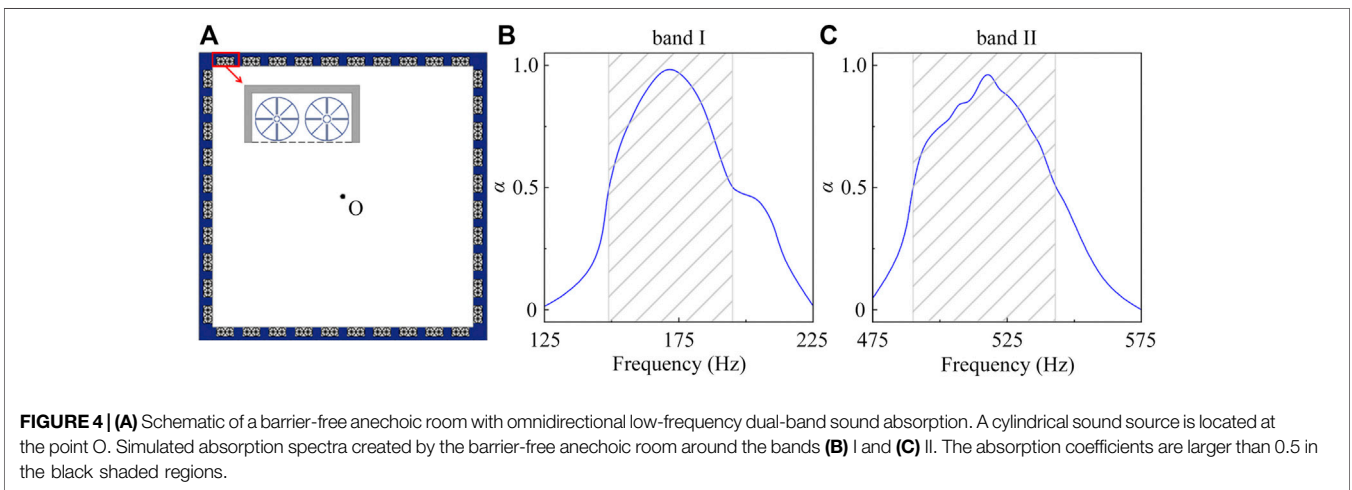 A
O
B
band I
α
1.0
0.5
0
125
175
225
Frequency (Hz)
C
band II
α
1.0
0.5
0
475
525
575
Frequency (Hz)
FIGURE 4 | (A) Schematic of a barrier-free anechoic room with omnidirectional low-frequency dual-band sound absorption. A cylindrical sound source is located at
the point O. Simulated absorption spectra created by the barrier-free anechoic room around the bands (B) I and (C) II. The absorption coefficients are larger than 0.5 in
the black shaded regions.